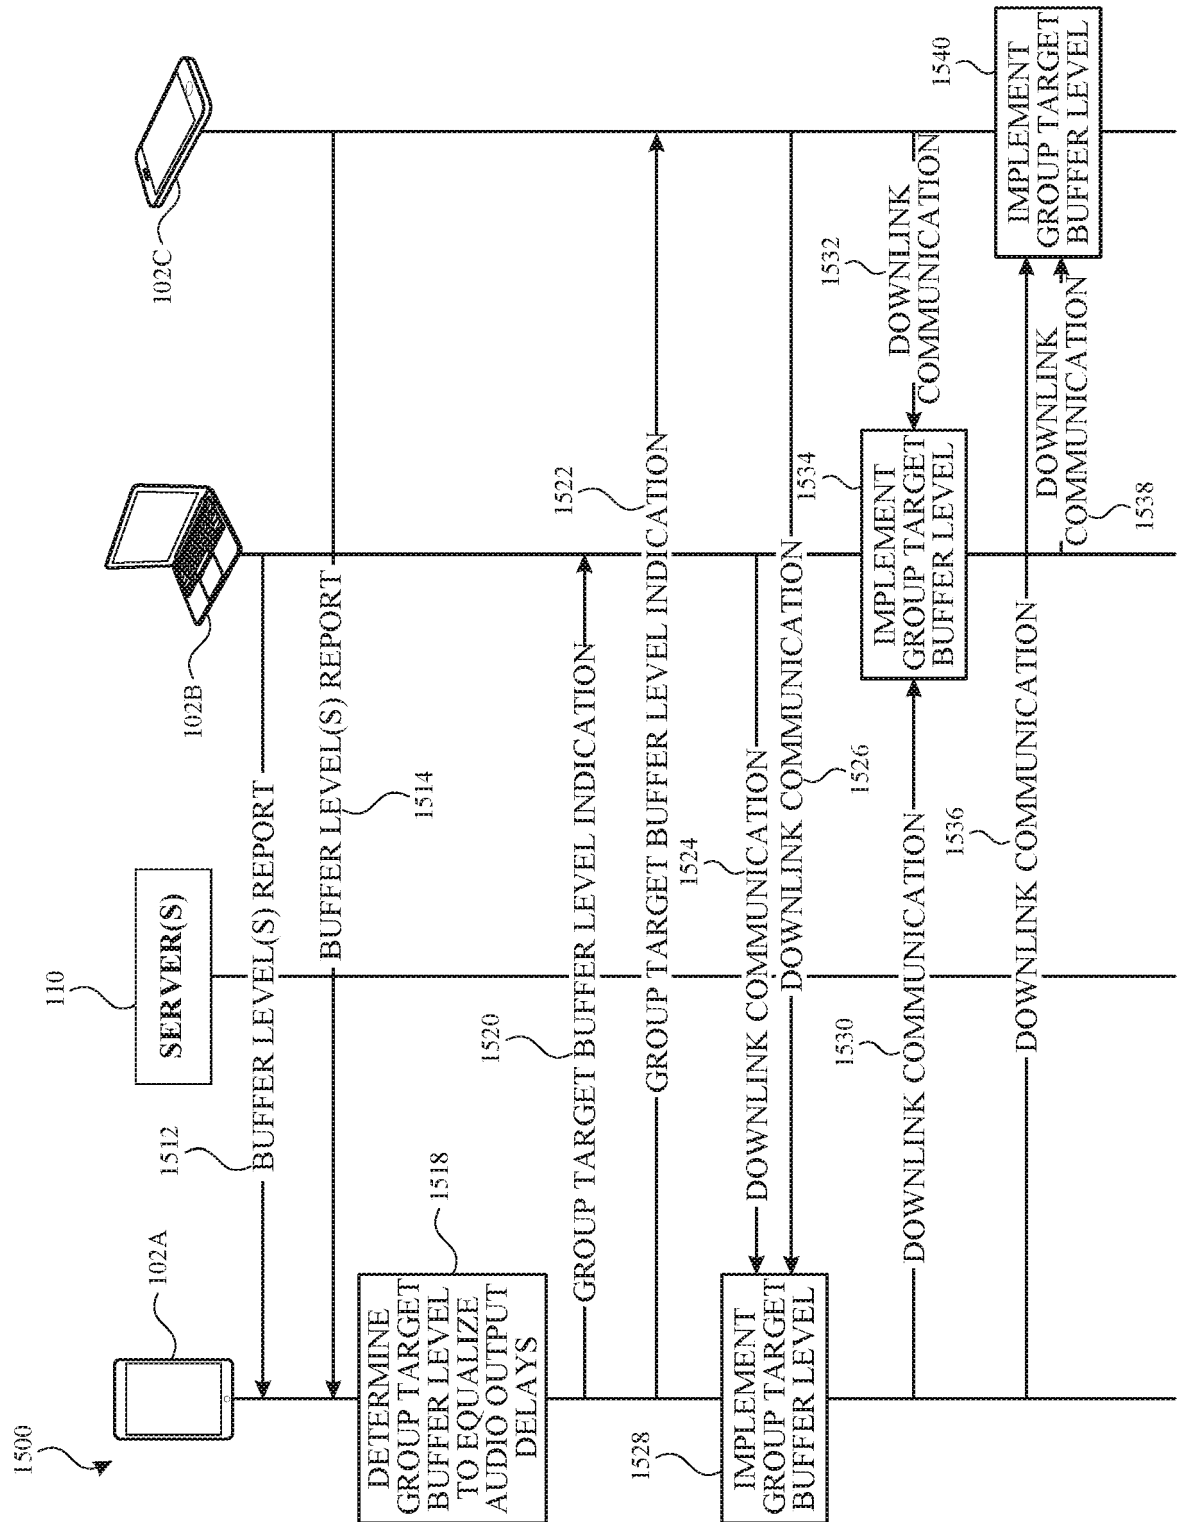 1500
102A
110
SERVER(S)
102B
102C
1512
BUFFER LEVEL(S) REPORT
BUFFER LEVEL(S) REPORT
1514
DETERMINE
GROUP TARGET
BUFFER LEVEL
TO EQUALIZE
AUDIO OUTPUT
DELAYS
1518
1520
GROUP TARGET BUFFER LEVEL INDICATION
1522
GROUP TARGET BUFFER LEVEL INDICATION
1524
DOWNLINK COMMUNICATION
DOWNLINK COMMUNICATION
1526
1528
IMPLEMENT
GROUP TARGET
BUFFER LEVEL
1530
DOWNLINK COMMUNICATION
1532
DOWNLINK
COMMUNICATION
1534
IMPLEMENT
GROUP TARGET
BUFFER LEVEL
1536
DOWNLINK COMMUNICATION
DOWNLINK
COMMUNICATION
1538
1540
IMPLEMENT
GROUP TARGET
BUFFER LEVEL